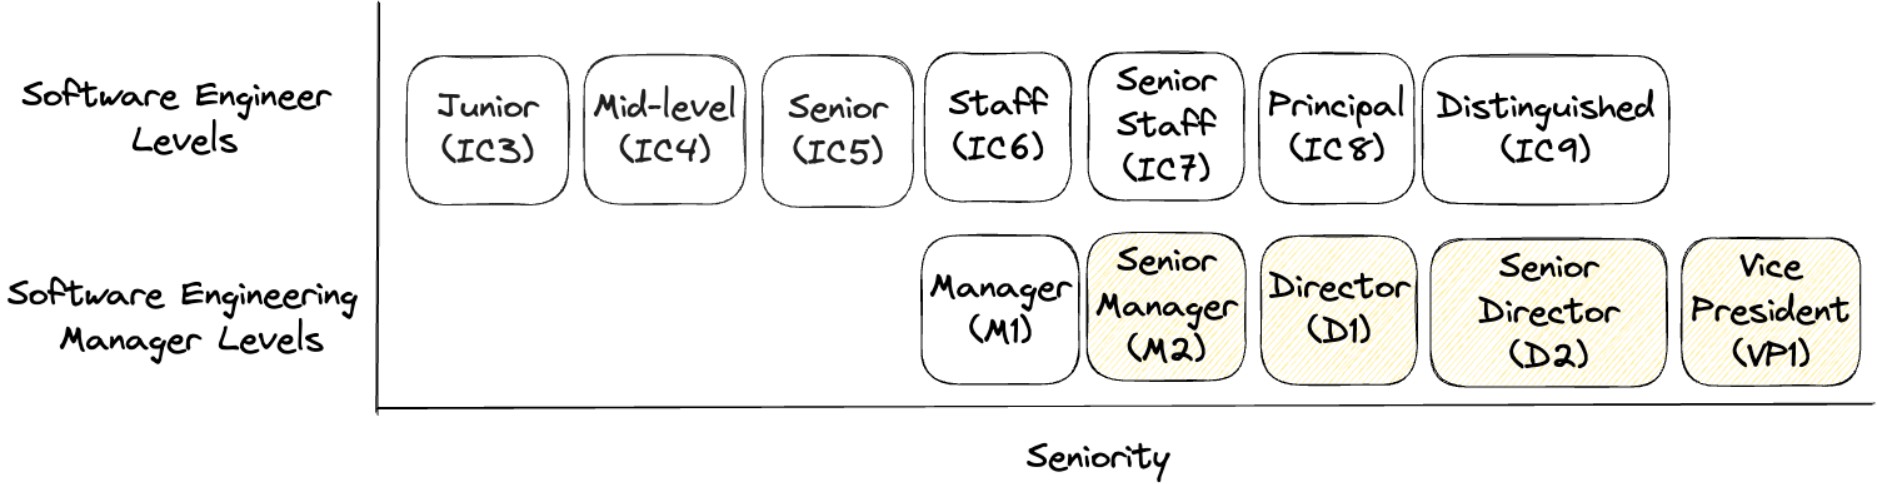 Software Engineer
Levels
Junior
(IC3)
Mid-level
(IC4)
Senior
(IC5)
Staff
(IC6)
Senior
Staff
(IC7)
Principal
(IC8)
Distinguished
(IC9)
Software Engineering
Manager Levels
Manager
(M1)
Senior
Manager
(M2)
Director
(D1)
Senior
Director
(D2)
Vice
President
(VP1)
Seniority